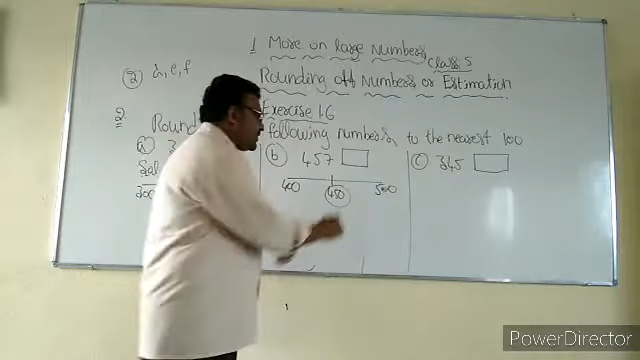 1 More on large Numbers
Class 5
② a, e, f
Rounding off Numbers or Estimation
Exercise 1.6
2 Round following numbers to the nearest 100
ⓐ 3
ⓑ 457
ⓒ 345
400 450 500
PowerDirector